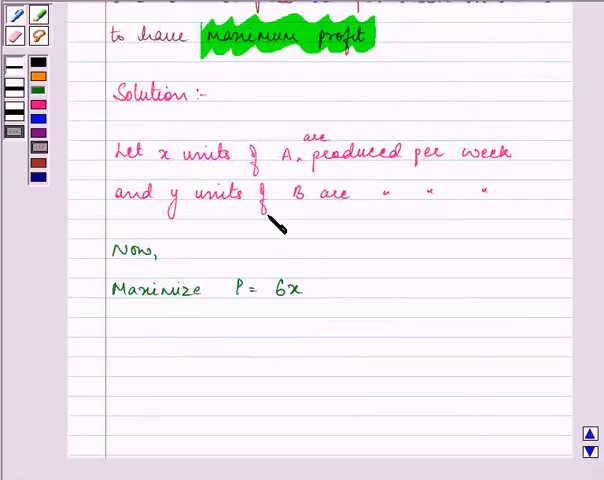 to have maximum profit
Solution :-
Let x units of A, are produced per week
and y units of B are " " "
Now,
Maximize P = 6x